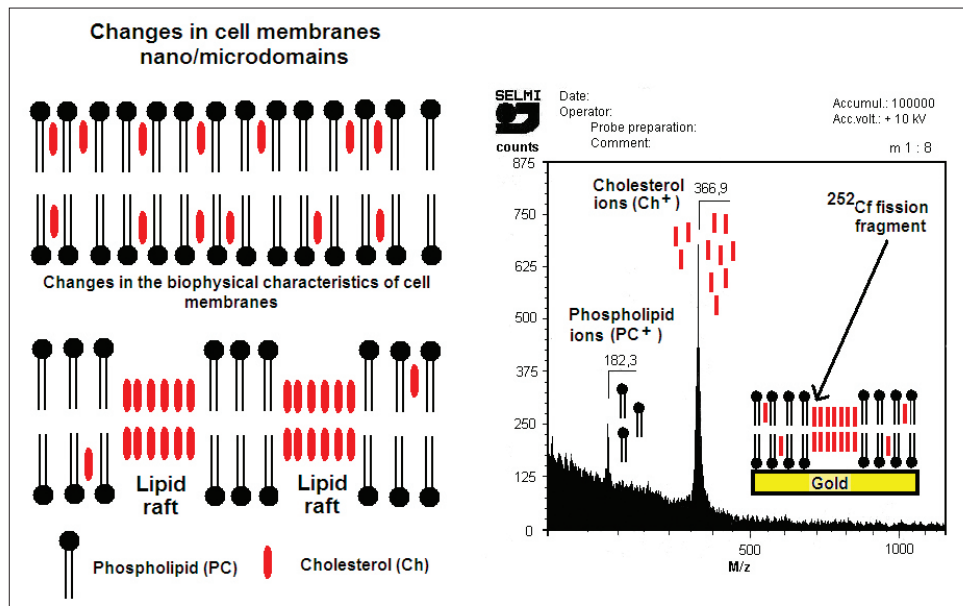 Changes in cell membranes
nano/microdomains
Changes in the biophysical characteristics of cell
membranes
Lipid
raft
Lipid
raft
Phospholipid (PC)
Cholesterol (Ch)
SELMI
counts
Date:
Operator:
Probe preparation:
Comment:
Accumul.: 100000
Acc.volt.: + 10 kV
m 1 : 8
875
750
625
500
375
250
125
0
Cholesterol
ions (Ch⁺)
366,9
²⁵²Cf fission
fragment
Phospholipid
ions (PC⁺)
182,3
Gold
500
1000
M/z